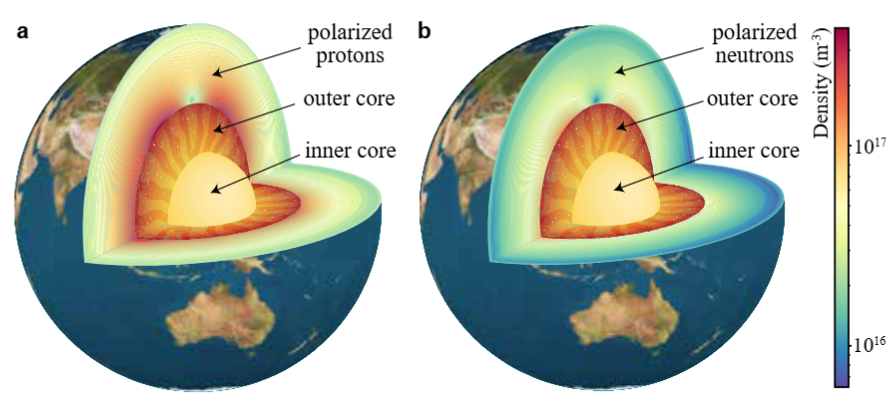 a
polarized
protons
outer core
inner core
b
polarized
neutrons
outer core
inner core
Density (m⁻³)
10¹⁷
10¹⁶